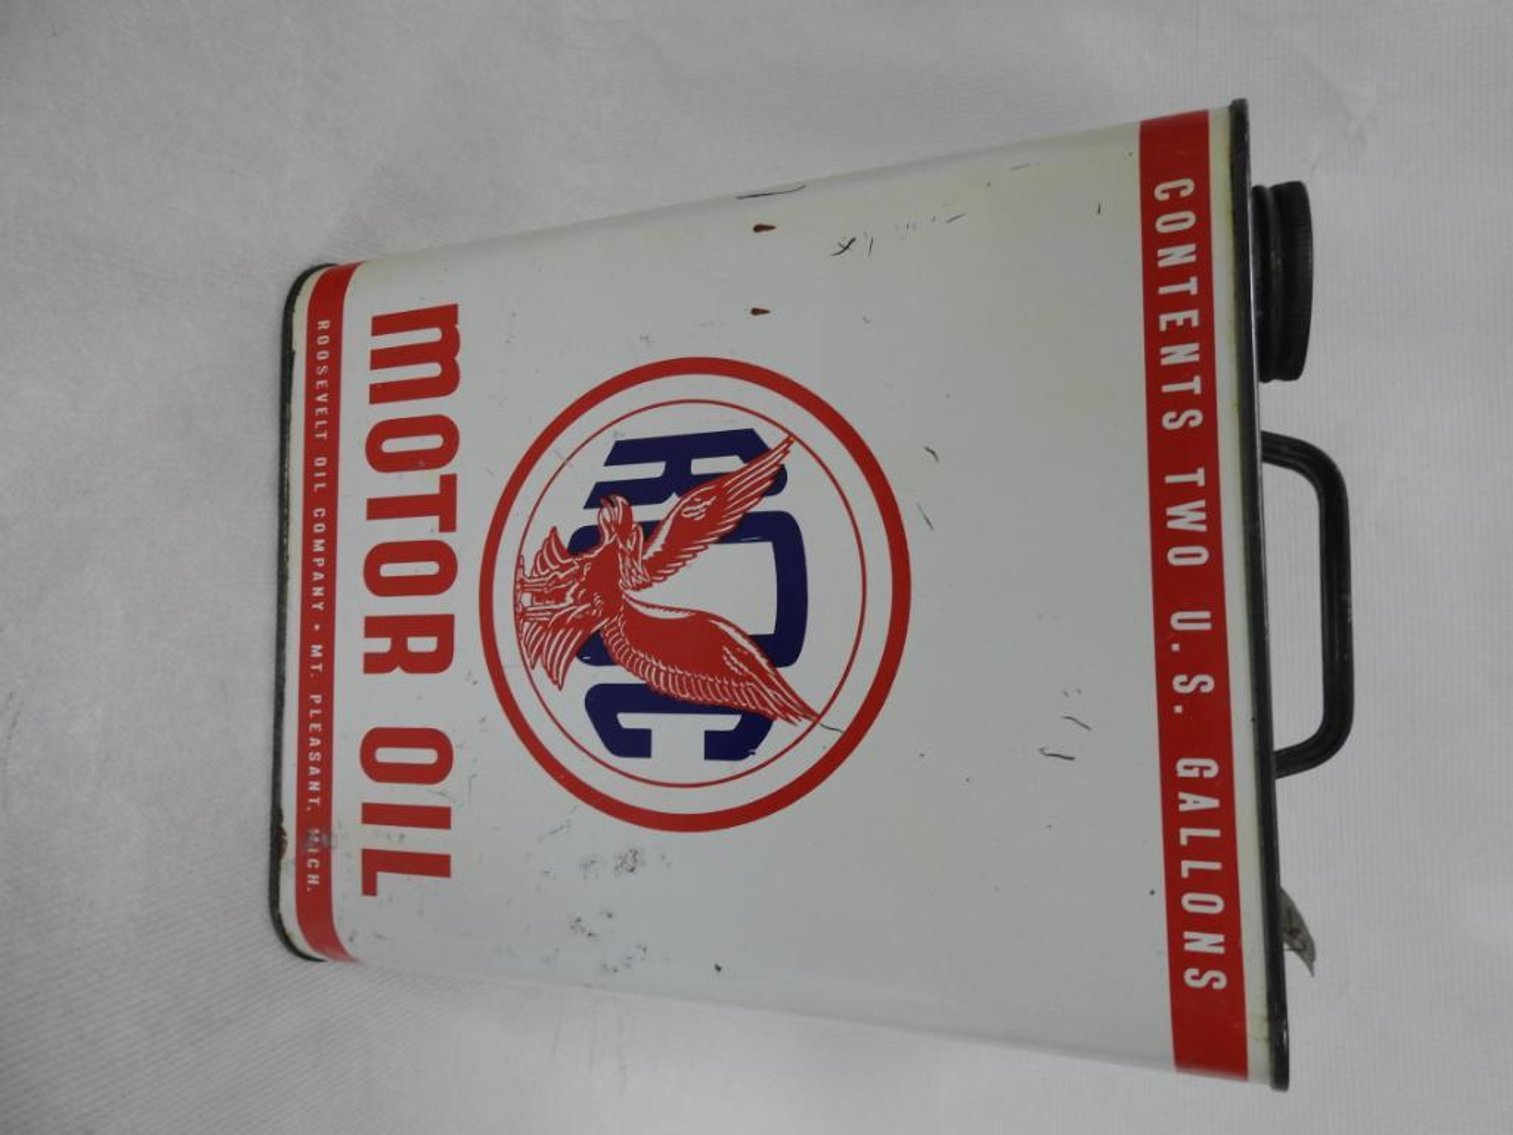 CONTENTS TWO U.S. GALLONS
ROC
MOTOR OIL
ROOSEVELT OIL COMPANY • MT. PLEASANT, MICH.